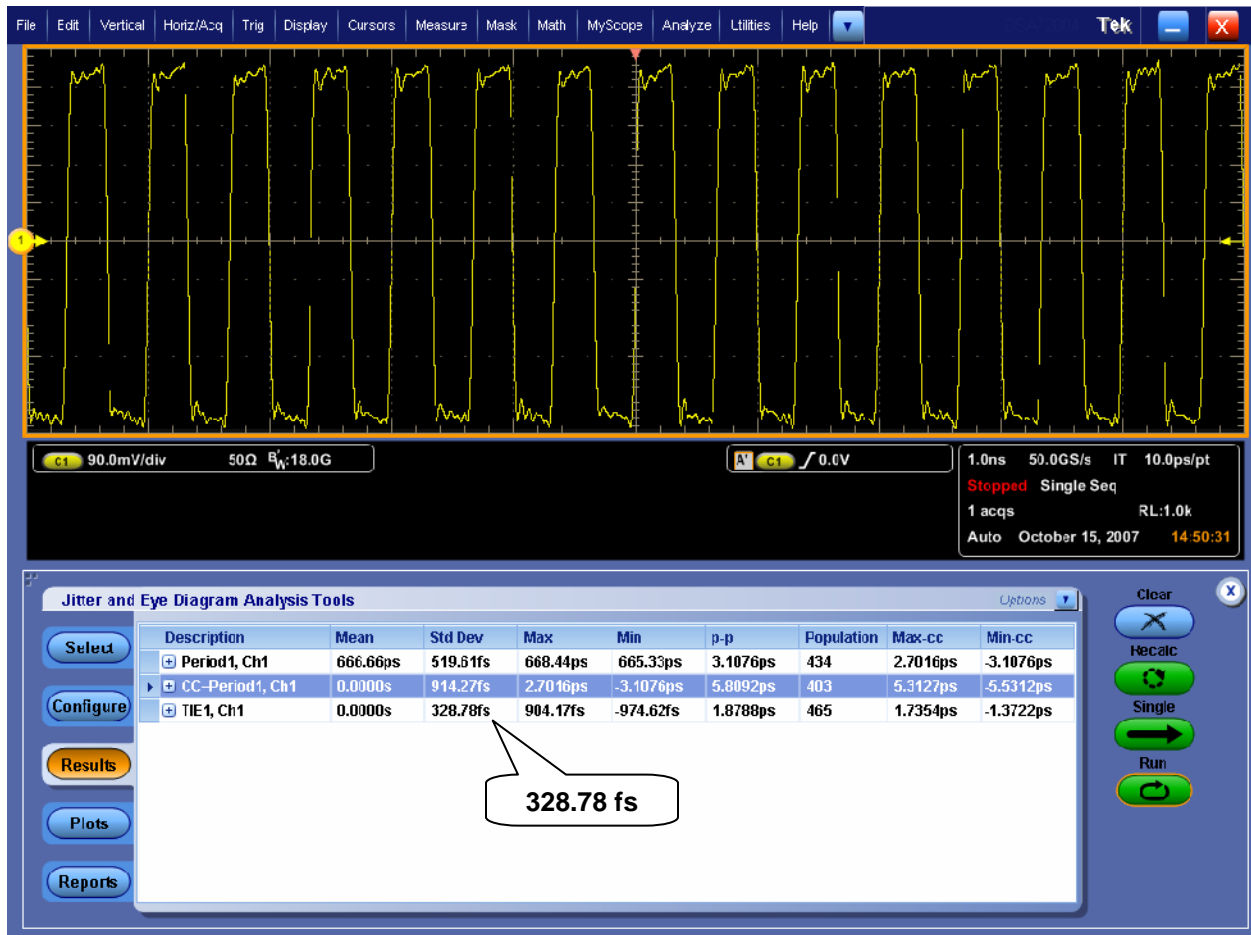 File Edit Vertical Horiz/Acq Trig Display Cursors Measure Mask Math MyScope Analyze Utilities Help Tek X
1
C1 90.0mV/div 50Ω BW:18.0G
A' C1 0.0V
1.0ns 50.0GS/s IT 10.0ps/pt
Stopped Single Seq
1 acqs RL:1.0k
Auto October 15, 2007 14:50:31
Jitter and Eye Diagram Analysis Tools
Options
x
Clear
Select
Configure
Results
Plots
Reports
Description Mean Std Dev Max Min p-p Population Max-cc Min-cc
Period1, Ch1 666.66ps 519.61fs 668.44ps 665.33ps 3.1076ps 434 2.7016ps -3.1076ps
CC–Period1, Ch1 0.0000s 914.27fs 2.7016ps -3.1076ps 5.8092ps 403 5.3127ps -5.5312ps
TIE1, Ch1 0.0000s 328.78fs 904.17fs -974.62fs 1.8788ps 465 1.7354ps -1.3722ps
328.78 fs
Recalc
Single
Run